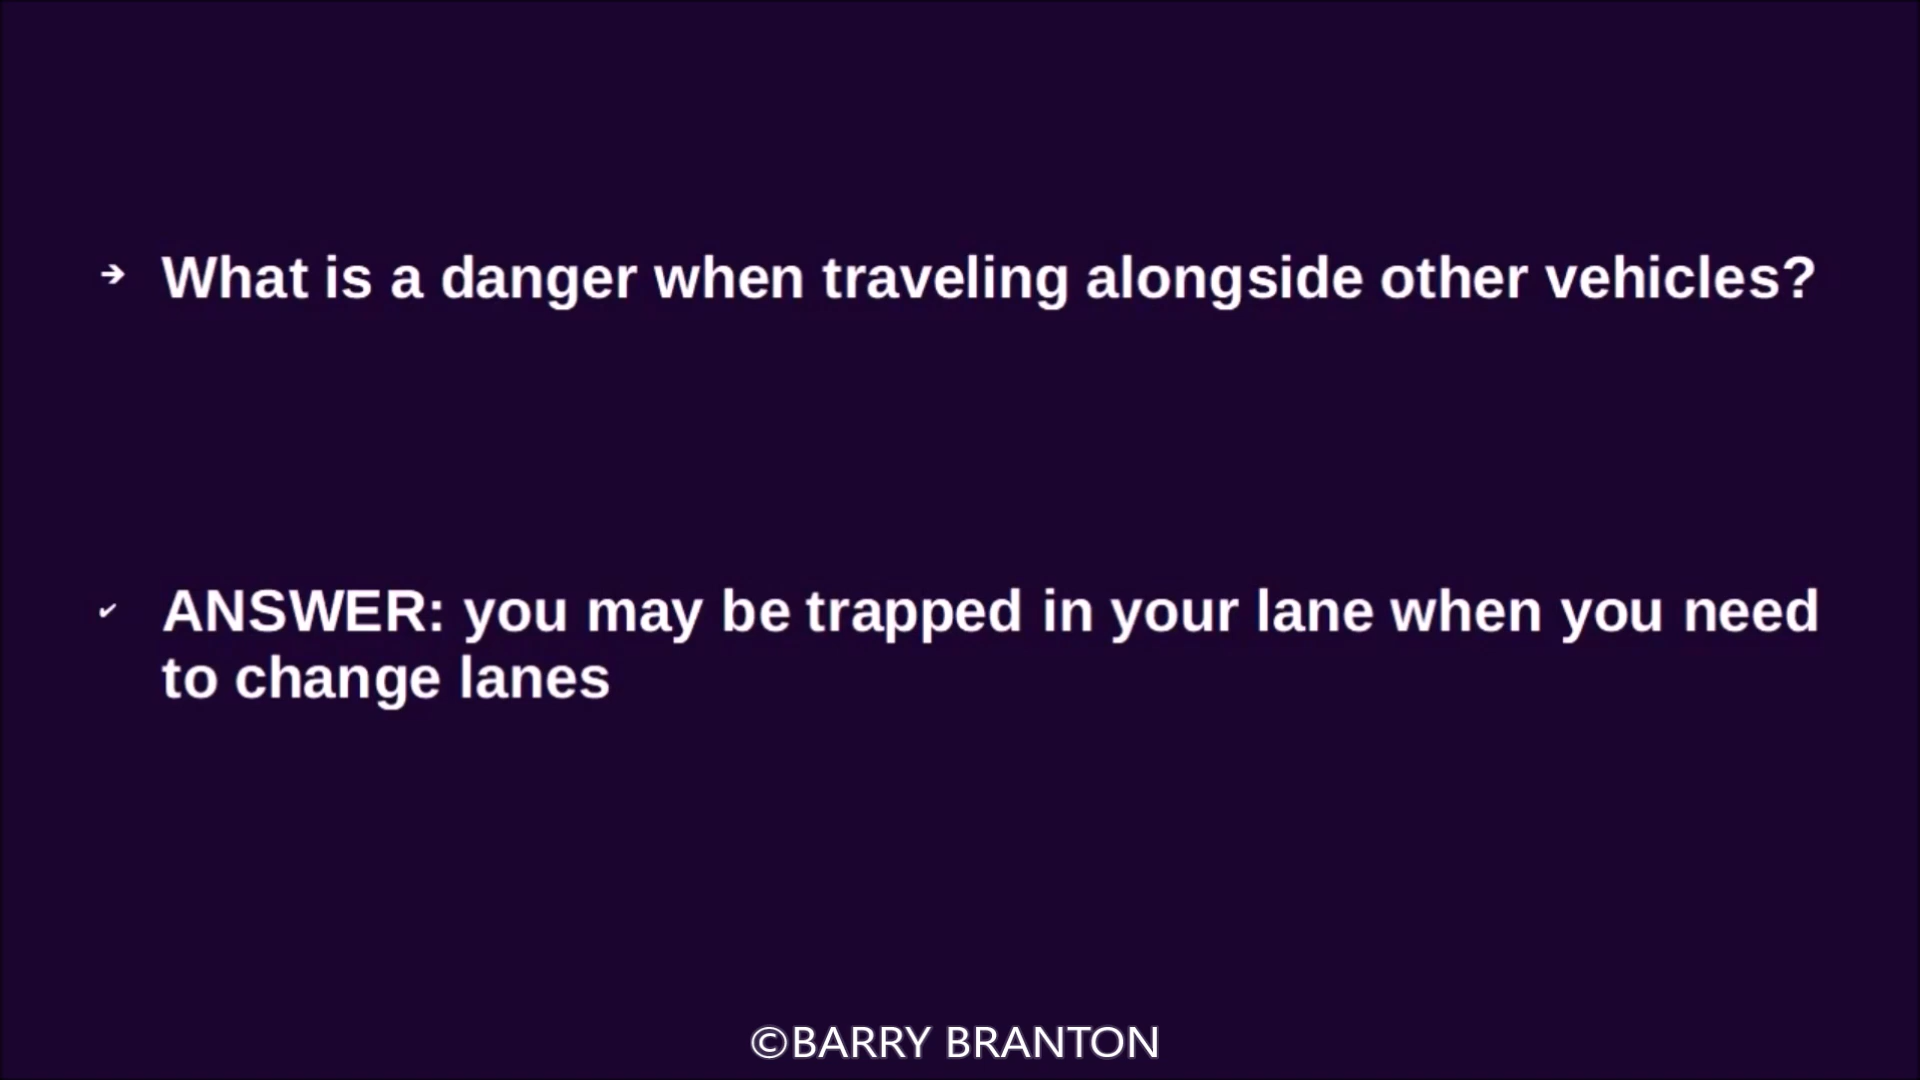 ➔ What is a danger when traveling alongside other vehicles?
✔ ANSWER: you may be trapped in your lane when you need
to change lanes
©BARRY BRANTON